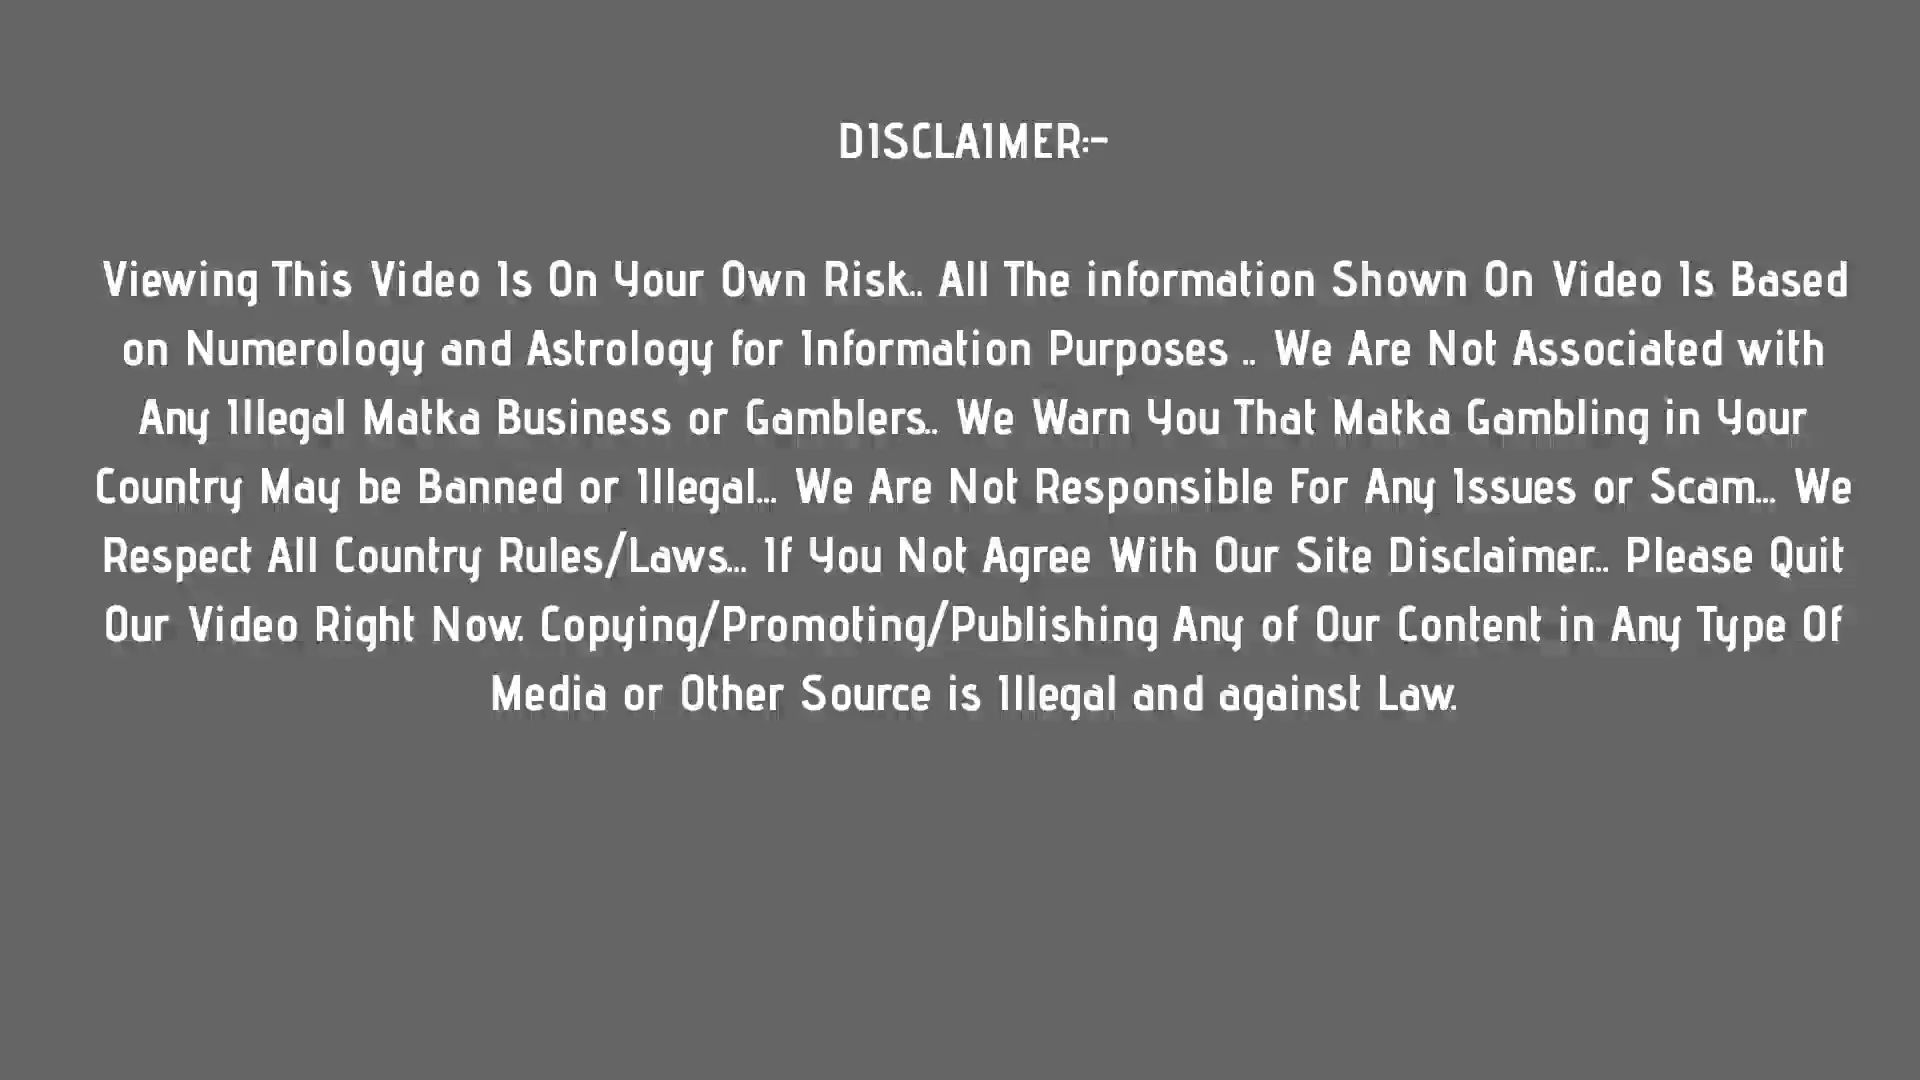 DISCLAIMER:-
Viewing This Video Is On Your Own Risk.. All The information Shown On Video Is Based
on Numerology and Astrology for Information Purposes .. We Are Not Associated with
Any Illegal Matka Business or Gamblers.. We Warn You That Matka Gambling in Your
Country May be Banned or Illegal... We Are Not Responsible For Any Issues or Scam... We
Respect All Country Rules/Laws... If You Not Agree With Our Site Disclaimer... Please Quit
Our Video Right Now. Copying/Promoting/Publishing Any of Our Content in Any Type Of
Media or Other Source is Illegal and against Law.